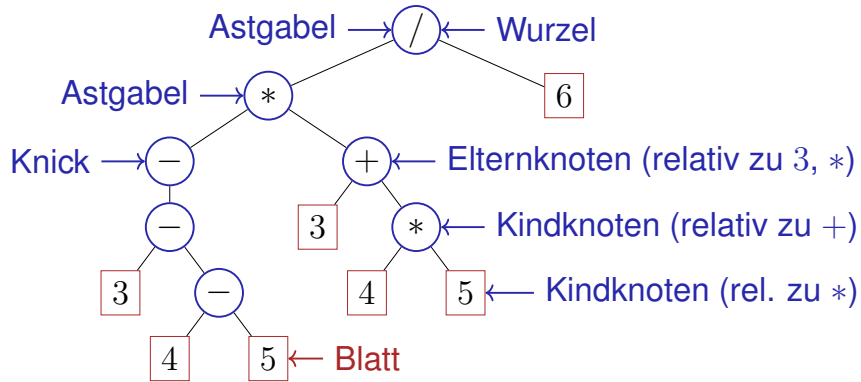 Astgabel / Wurzel
Astgabel * 6
Knick − + Elternknoten (relativ zu 3, *)
− 3 * Kindknoten (relativ zu +)
3 − 4 5 Kindknoten (rel. zu *)
4 5 Blatt